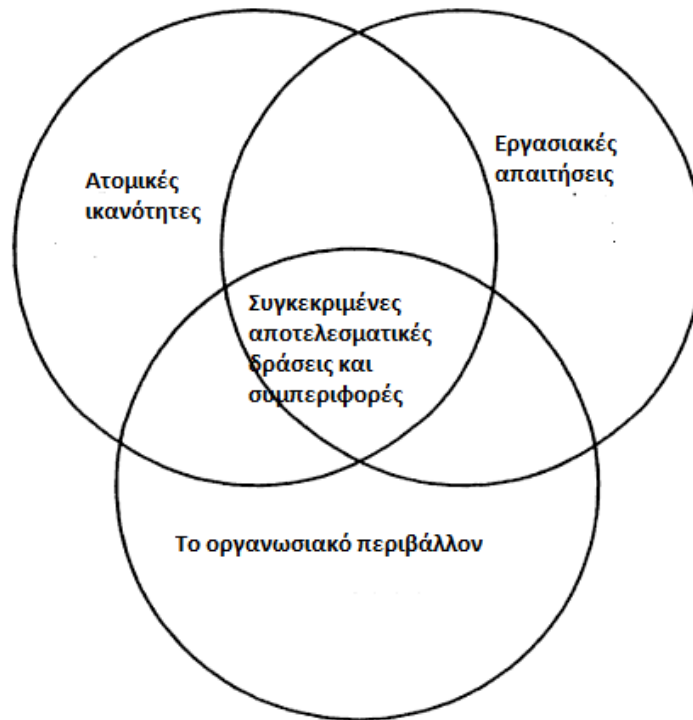 Ατομικές
ικανότητες
Εργασιακές
απαιτήσεις
Συγκεκριμένες
αποτελεσματικές
δράσεις και
συμπεριφορές
Το οργανωσιακό περιβάλλον